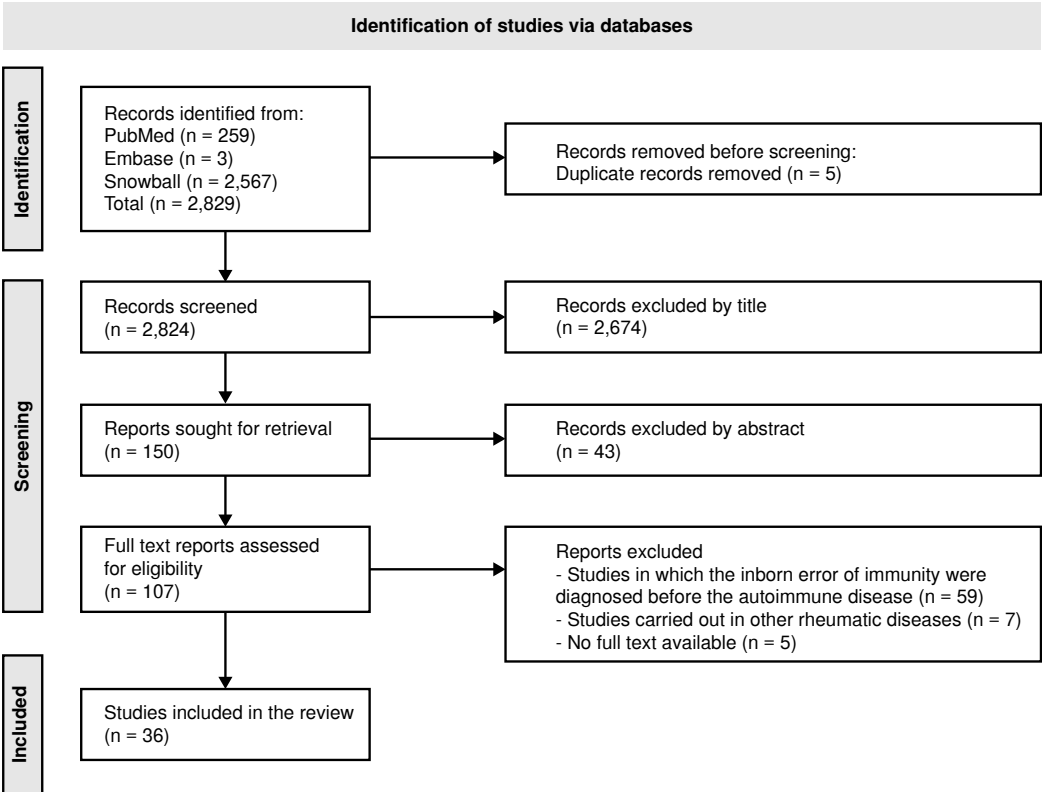 Identification of studies via databases
Identification
Records identified from:
PubMed (n = 259)
Embase (n = 3)
Snowball (n = 2,567)
Total (n = 2,829)
Records removed before screening:
Duplicate records removed (n = 5)
Screening
Records screened
(n = 2,824)
Records excluded by title
(n = 2,674)
Reports sought for retrieval
(n = 150)
Records excluded by abstract
(n = 43)
Full text reports assessed
for eligibility
(n = 107)
Reports excluded
- Studies in which the inborn error of immunity were
diagnosed before the autoimmune disease (n = 59)
- Studies carried out in other rheumatic diseases (n = 7)
- No full text available (n = 5)
Included
Studies included in the review
(n = 36)